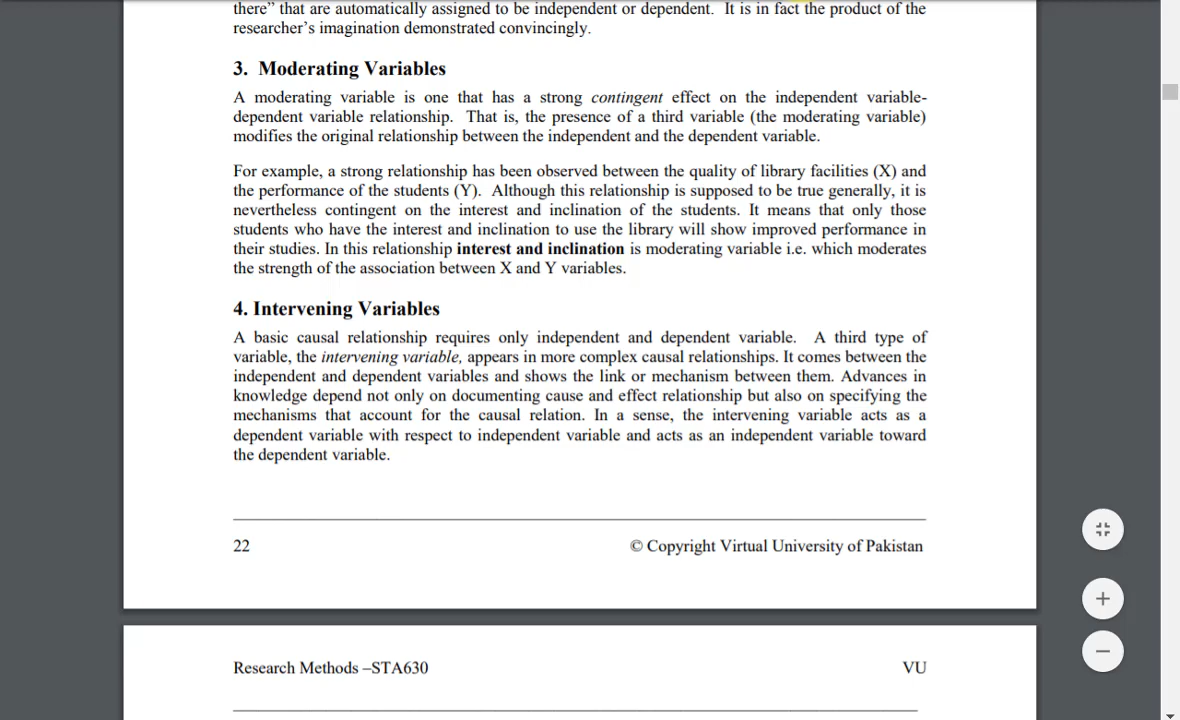 there” that are automatically assigned to be independent or dependent. It is in fact the product of the
researcher’s imagination demonstrated convincingly.
3. Moderating Variables
A moderating variable is one that has a strong contingent effect on the independent variable-
dependent variable relationship. That is, the presence of a third variable (the moderating variable)
modifies the original relationship between the independent and the dependent variable.
For example, a strong relationship has been observed between the quality of library facilities (X) and
the performance of the students (Y). Although this relationship is supposed to be true generally, it is
nevertheless contingent on the interest and inclination of the students. It means that only those
students who have the interest and inclination to use the library will show improved performance in
their studies. In this relationship interest and inclination is moderating variable i.e. which moderates
the strength of the association between X and Y variables.
4. Intervening Variables
A basic causal relationship requires only independent and dependent variable. A third type of
variable, the intervening variable, appears in more complex causal relationships. It comes between the
independent and dependent variables and shows the link or mechanism between them. Advances in
knowledge depend not only on documenting cause and effect relationship but also on specifying the
mechanisms that account for the causal relation. In a sense, the intervening variable acts as a
dependent variable with respect to independent variable and acts as an independent variable toward
the dependent variable.
22 © Copyright Virtual University of Pakistan
Research Methods –STA630 VU